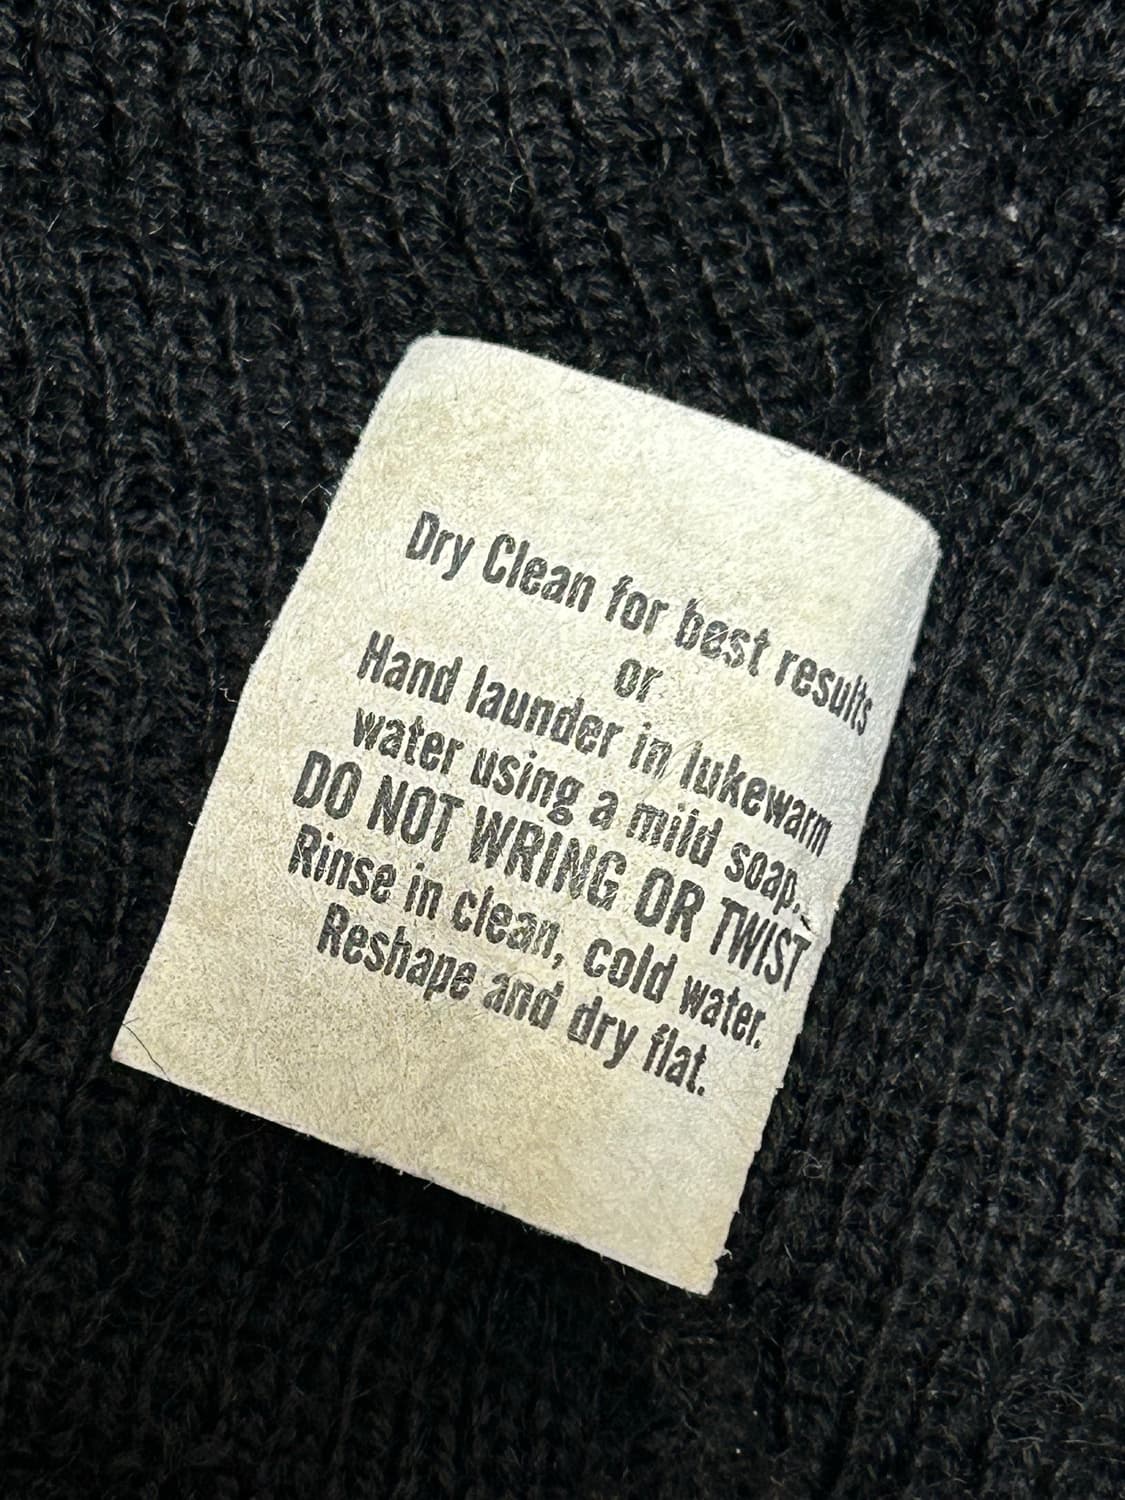 Dry Clean for best results
or
Hand launder in lukewarm
water using a mild soap.
DO NOT WRING OR TWIST
Rinse in clean, cold water.
Reshape and dry flat.